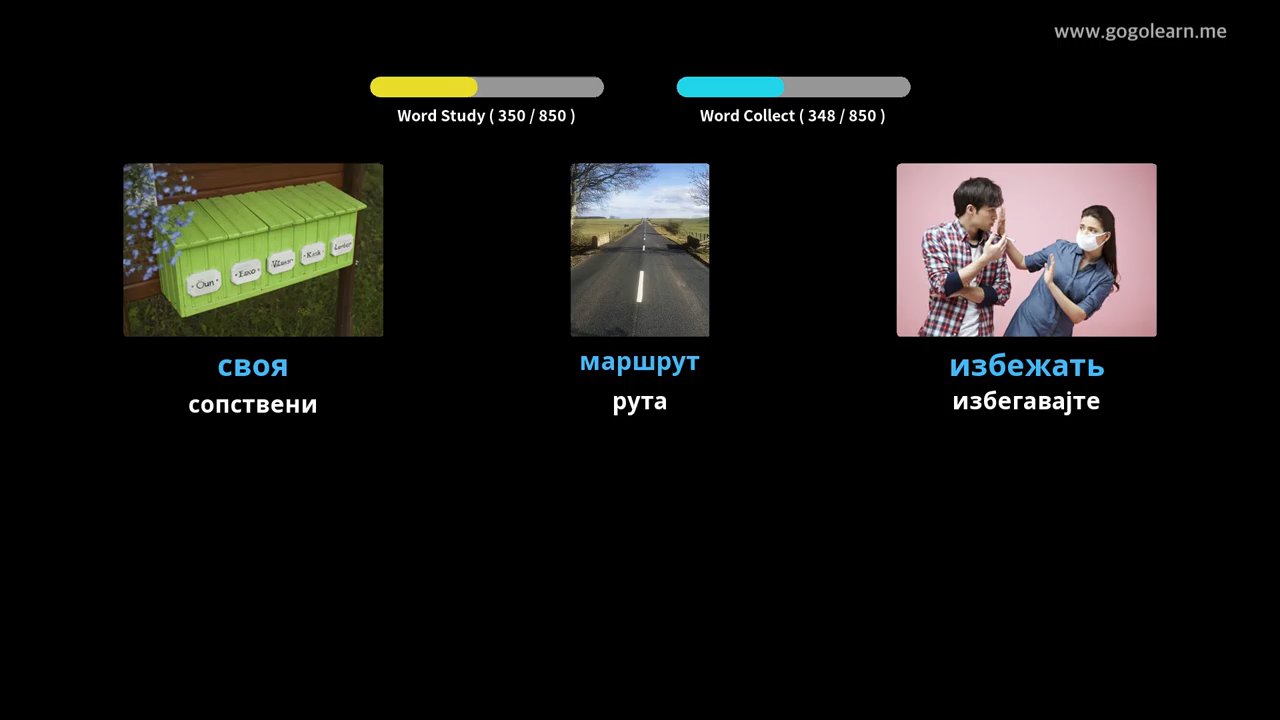 www.gogolearn.me
Word Study ( 350 / 850 )
Word Collect ( 348 / 850 )
своя
сопствени
маршрут
рута
избежать
избегавајте